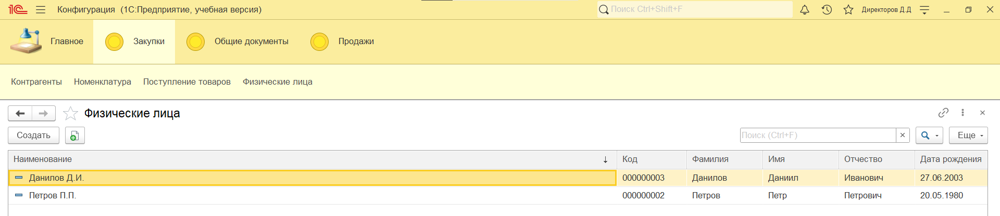 1С Конфигурация (1С:Предприятие, учебная версия) Поиск Ctrl+Shift+F Директоров Д.Д
Главное Закупки Общие документы Продажи
Контрагенты Номенклатура Поступление товаров Физические лица
Физические лица
Создать Поиск (Ctrl+F) Еще
Наименование Код Фамилия Имя Отчество Дата рождения
Данилов Д.И. 000000003 Данилов Даниил Иванович 27.06.2003
Петров П.П. 000000002 Петров Петр Петрович 20.05.1980